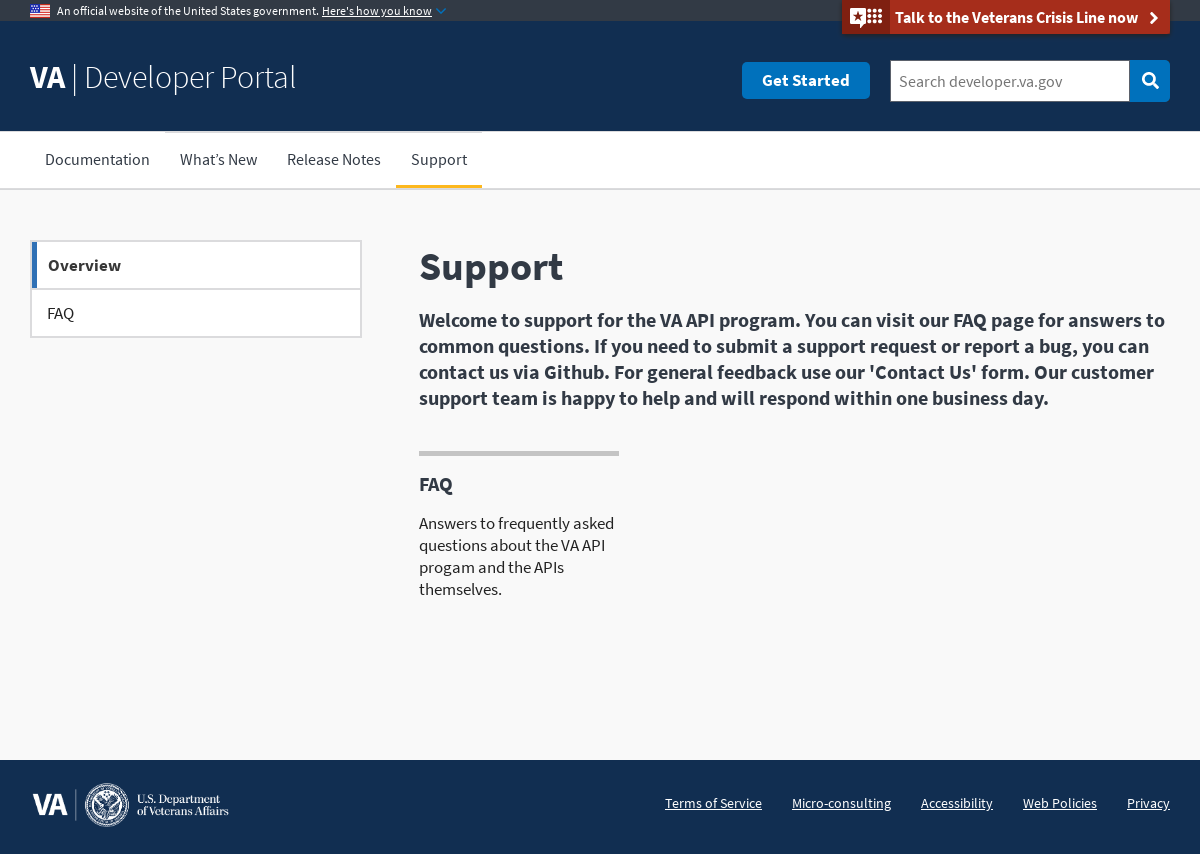 An official website of the United States government. Here's how you know
Talk to the Veterans Crisis Line now
VA | Developer Portal
Get Started
Search developer.va.gov
Documentation
What’s New
Release Notes
Support
Overview
FAQ
Support
Welcome to support for the VA API program. You can visit our FAQ page for answers to
common questions. If you need to submit a support request or report a bug, you can
contact us via Github. For general feedback use our 'Contact Us' form. Our customer
support team is happy to help and will respond within one business day.
FAQ
Answers to frequently asked
questions about the VA API
progam and the APIs
themselves.
VA
U.S. Department
of Veterans Affairs
Terms of Service
Micro-consulting
Accessibility
Web Policies
Privacy